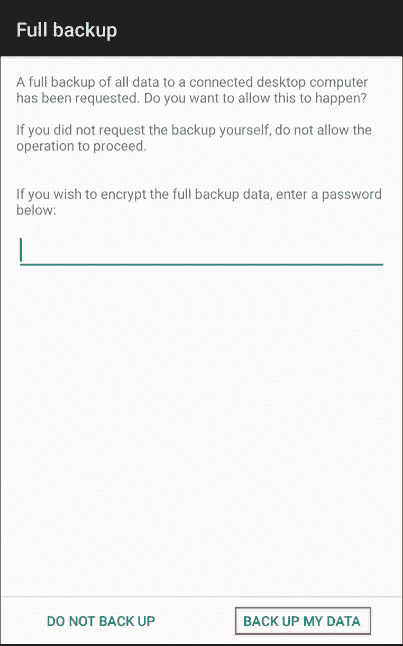 Full backup
A full backup of all data to a connected desktop computer
has been requested. Do you want to allow this to happen?
If you did not request the backup yourself, do not allow the
operation to proceed.
If you wish to encrypt the full backup data, enter a password
below:
DO NOT BACK UP
BACK UP MY DATA